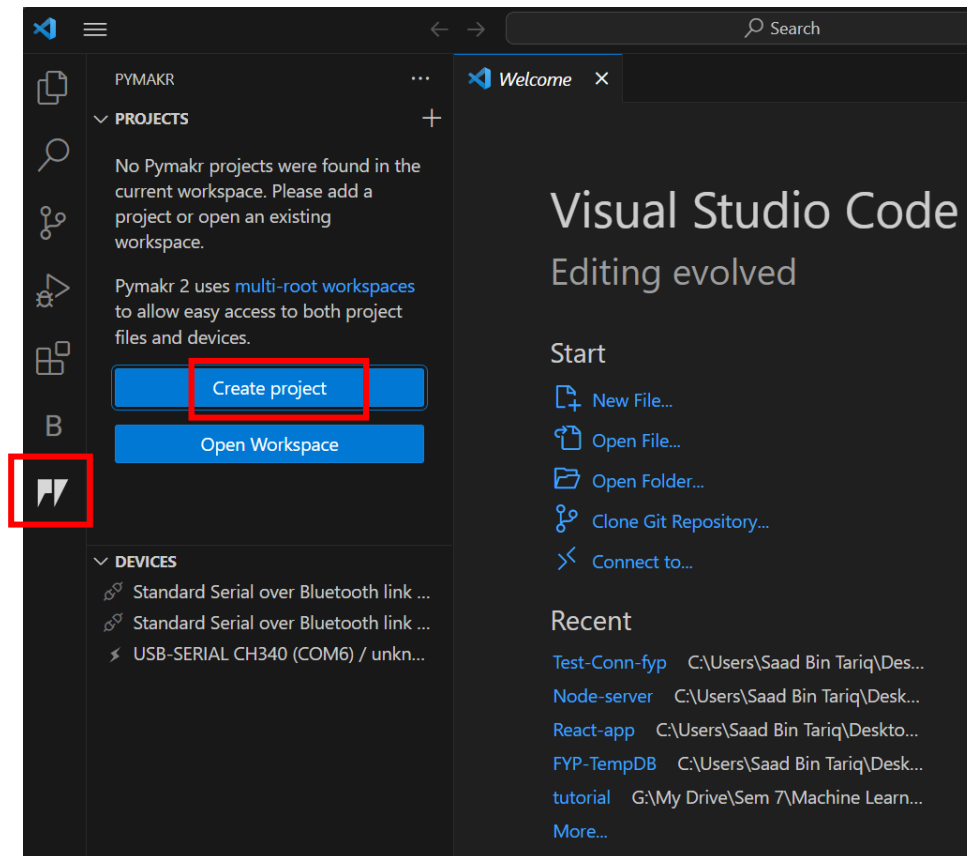 Search
PYMAKR
Welcome
PROJECTS
No Pymakr projects were found in the
current workspace. Please add a
project or open an existing
workspace.
Pymakr 2 uses multi-root workspaces
to allow easy access to both project
files and devices.
Create project
Open Workspace
B
DEVICES
Standard Serial over Bluetooth link ...
Standard Serial over Bluetooth link ...
USB-SERIAL CH340 (COM6) / unkn...
Visual Studio Code
Editing evolved
Start
New File...
Open File...
Open Folder...
Clone Git Repository...
Connect to...
Recent
Test-Conn-fyp C:\Users\Saad Bin Tariq\Des...
Node-server C:\Users\Saad Bin Tariq\Desk...
React-app C:\Users\Saad Bin Tariq\Deskto...
FYP-TempDB C:\Users\Saad Bin Tariq\Desk...
tutorial G:\My Drive\Sem 7\Machine Learn...
More...